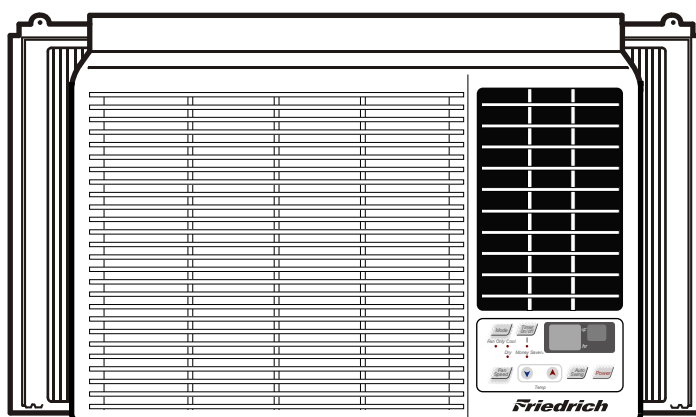 Mode
Timer
On/Off
Fan Only Cool
Dry Money Saver
Fan
Speed
Auto
Swing
Power
Temp
Friedrich